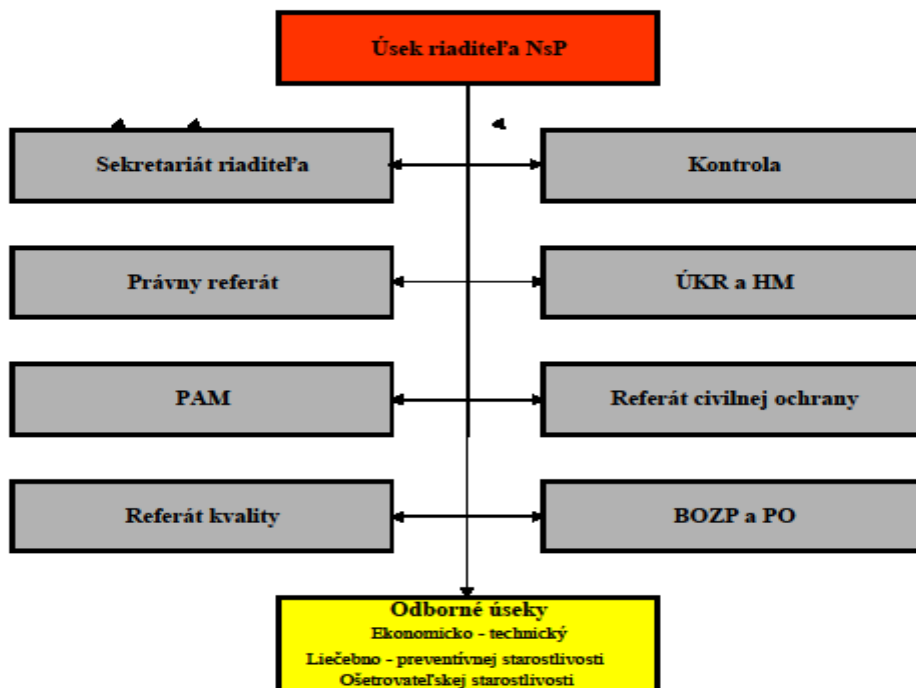 Úsek riaditeľa NsP
Sekretariát riaditeľa
Kontrola
Právny referát
ÚKR a HM
PAM
Referát civilnej ochrany
Referát kvality
BOZP a PO
Odborné úseky
Ekonomicko - technický
Liečebno - preventívnej starostlivosti
Ošetrovateľskej starostlivosti